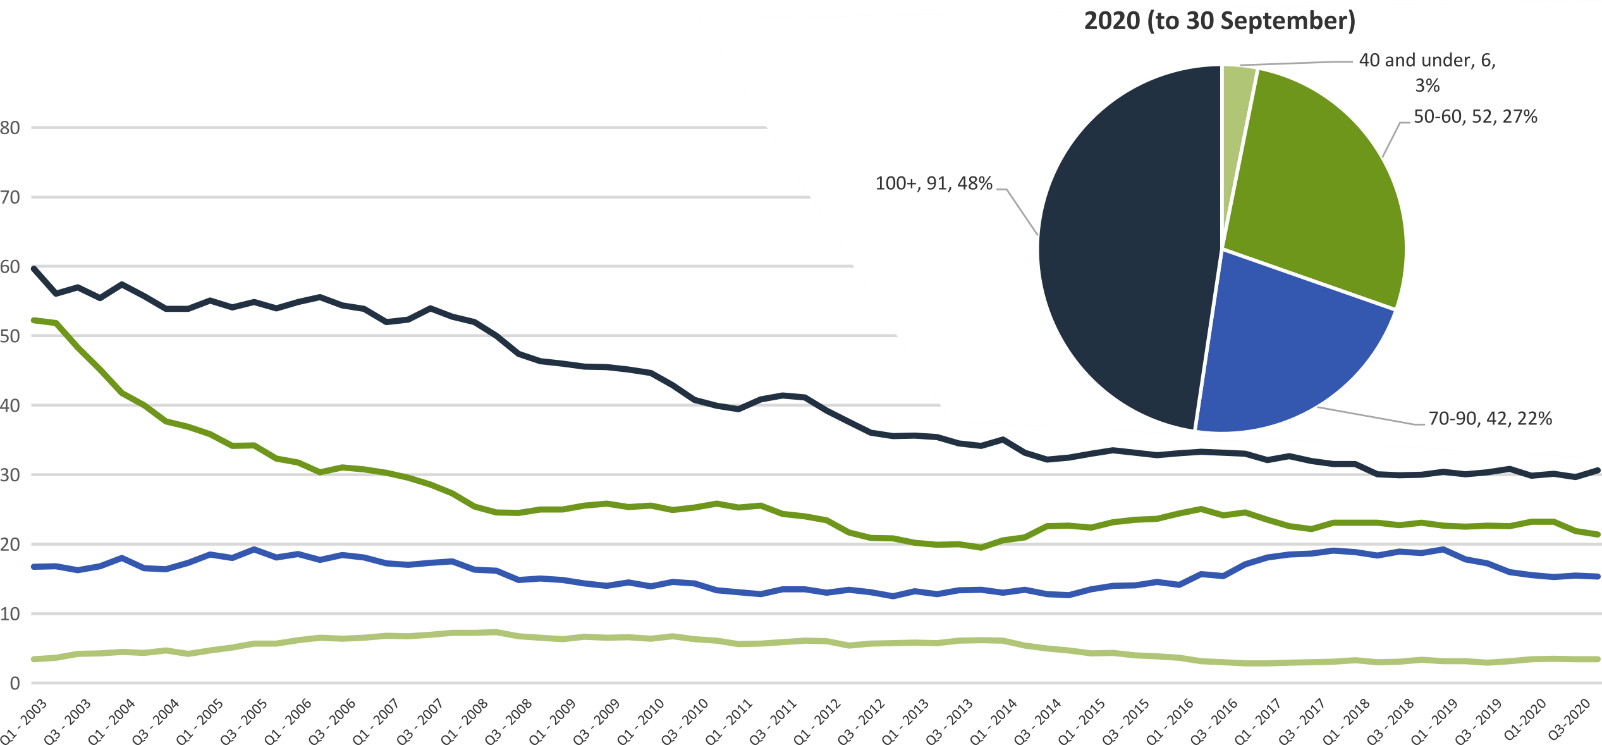 2020 (to 30 September)
40 and under, 6,
3%
50-60, 52, 27%
100+, 91, 48%
70-90, 42, 22%
80
70
60
50
40
30
20
10
0
Q1 - 2003
Q3 - 2003
Q1 - 2004
Q3 - 2004
Q1 - 2005
Q3 - 2005
Q1 - 2006
Q3 - 2006
Q1 - 2007
Q3 - 2007
Q1 - 2008
Q3 - 2008
Q1 - 2009
Q3 - 2009
Q1 - 2010
Q3 - 2010
Q1 - 2011
Q3 - 2011
Q1 - 2012
Q3 - 2012
Q1 - 2013
Q3 - 2013
Q1 - 2014
Q3 - 2014
Q1 - 2015
Q3 - 2015
Q1 - 2016
Q3 - 2016
Q1 - 2017
Q3 - 2017
Q1 - 2018
Q3 - 2018
Q1 - 2019
Q3 - 2019
Q1-2020
Q3-2020